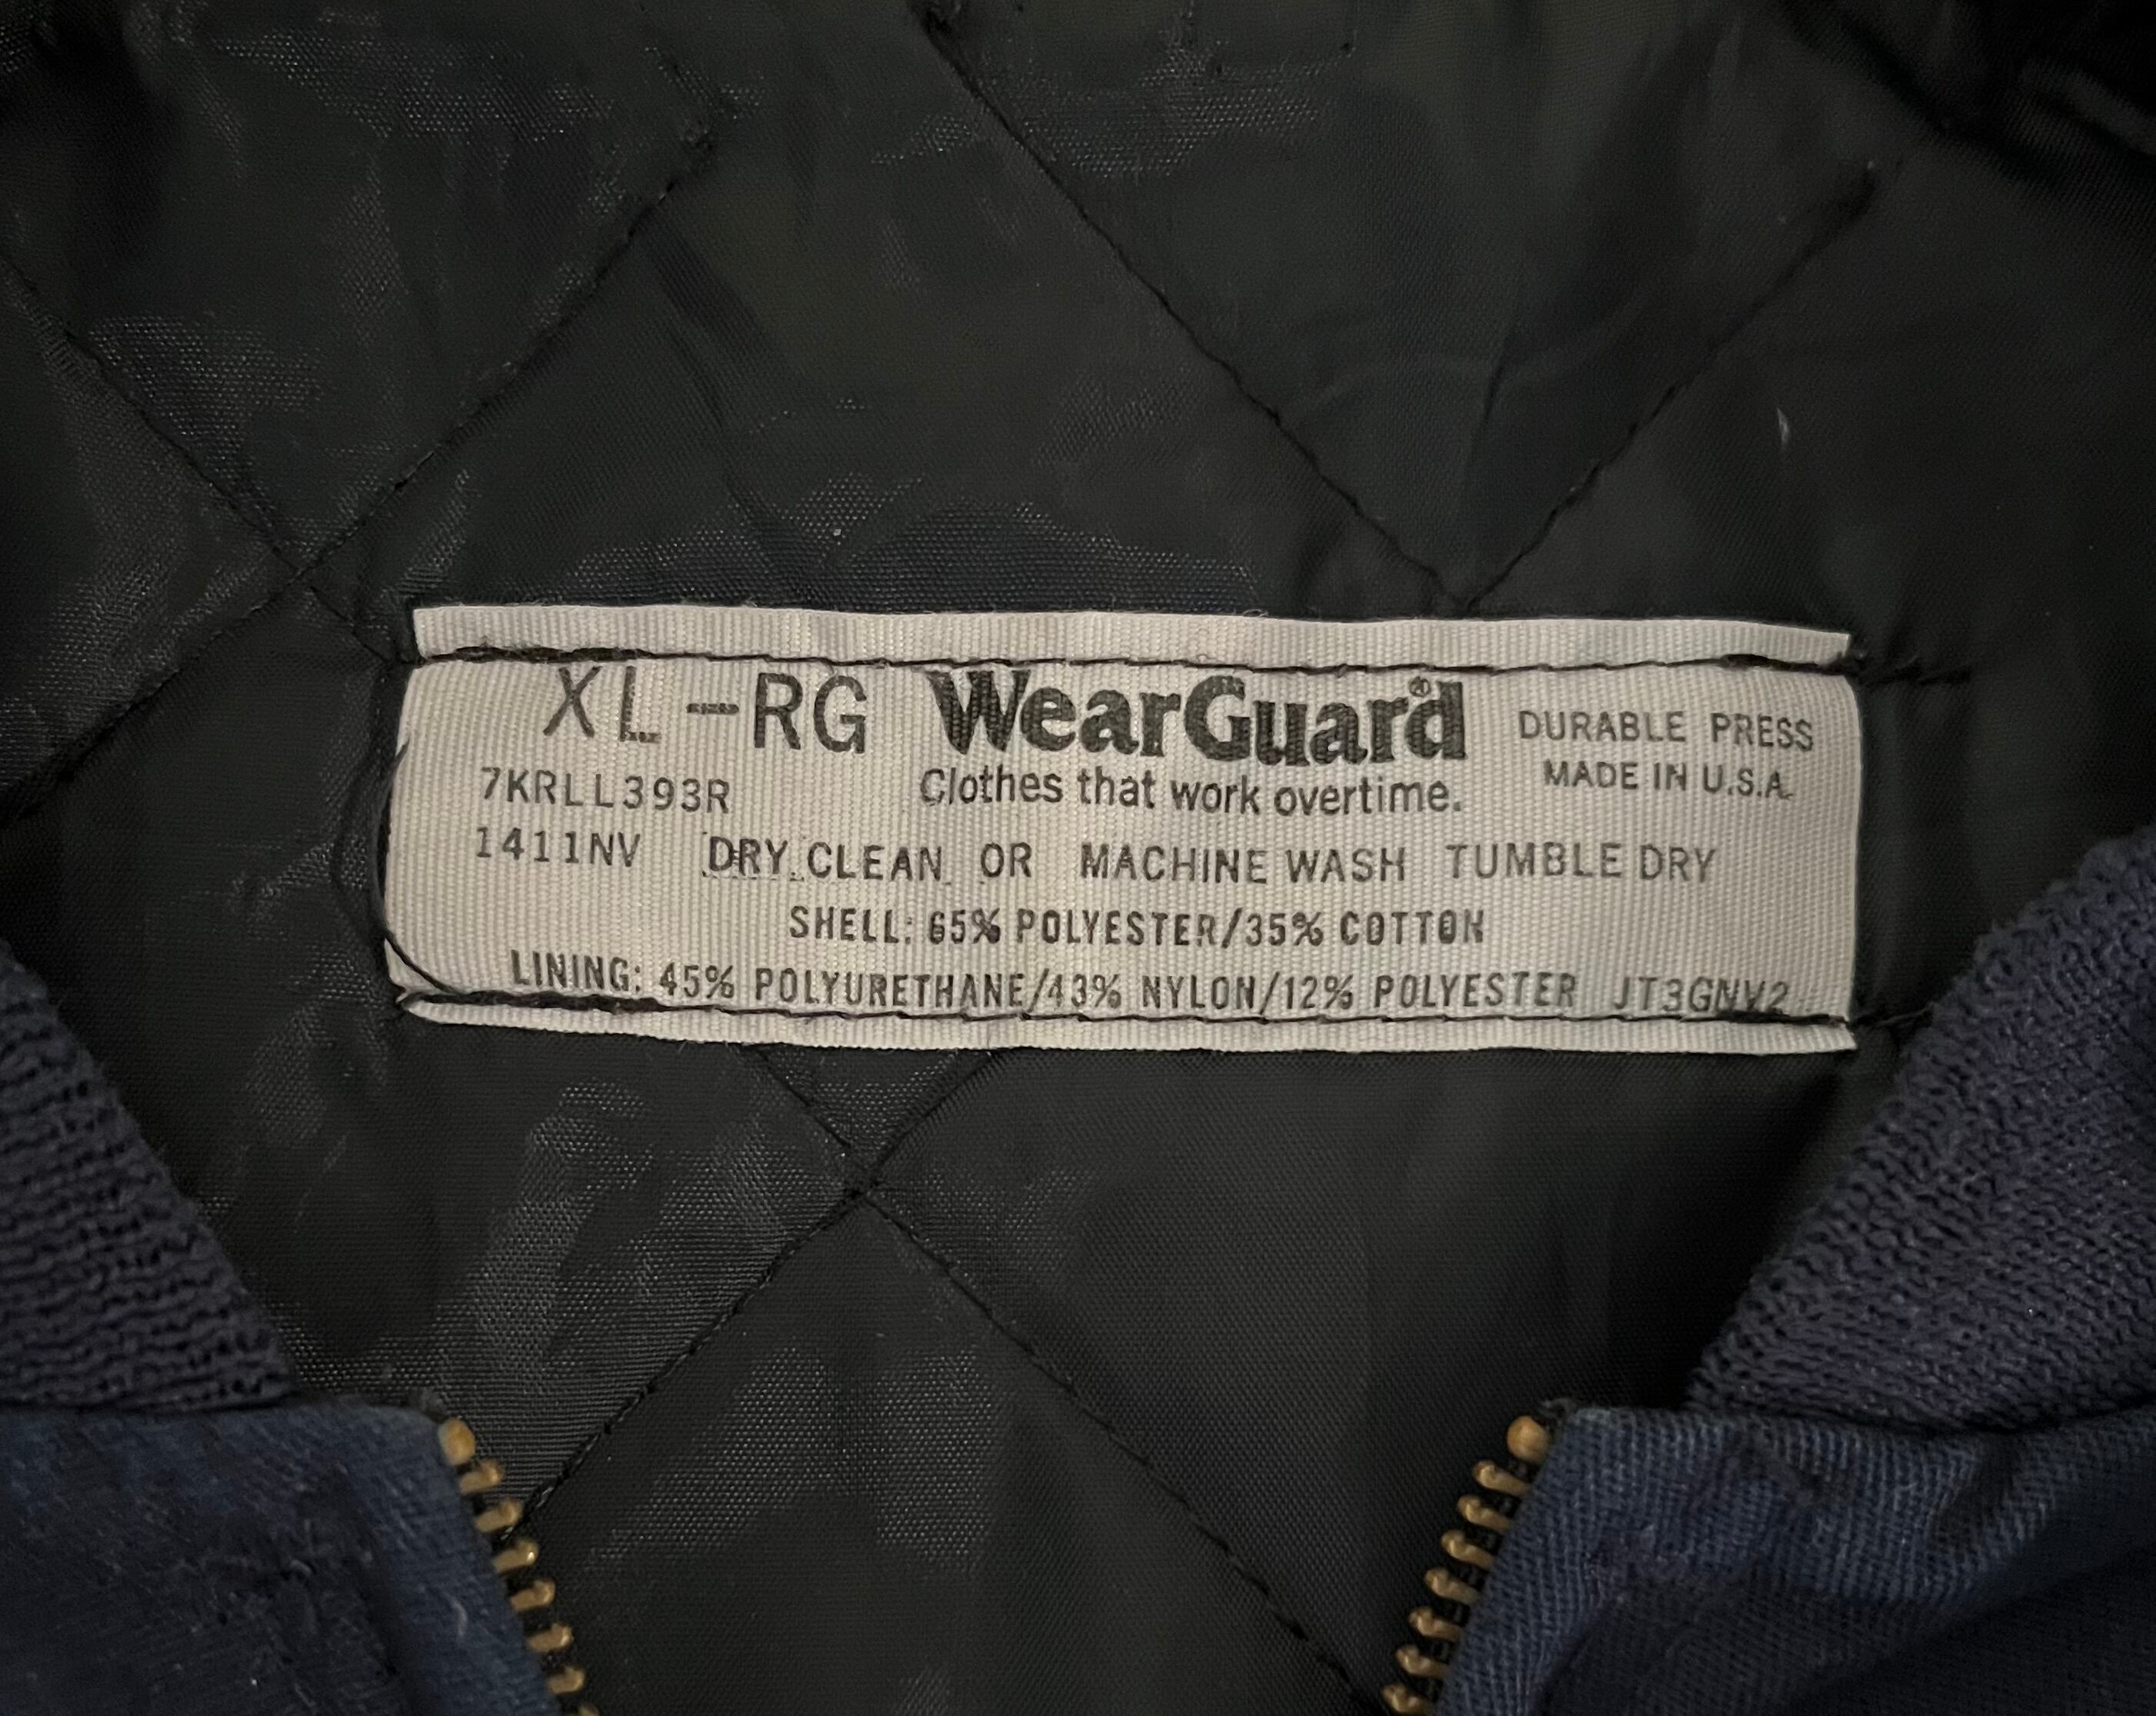 XL-RG WearGuard® DURABLE PRESS
7KRLL393R Clothes that work overtime. MADE IN U.S.A.
1411NV DRY CLEAN OR MACHINE WASH TUMBLE DRY
SHELL: 65% POLYESTER/35% COTTON
LINING: 45% POLYURETHANE/43% NYLON/12% POLYESTER JT3GNV2